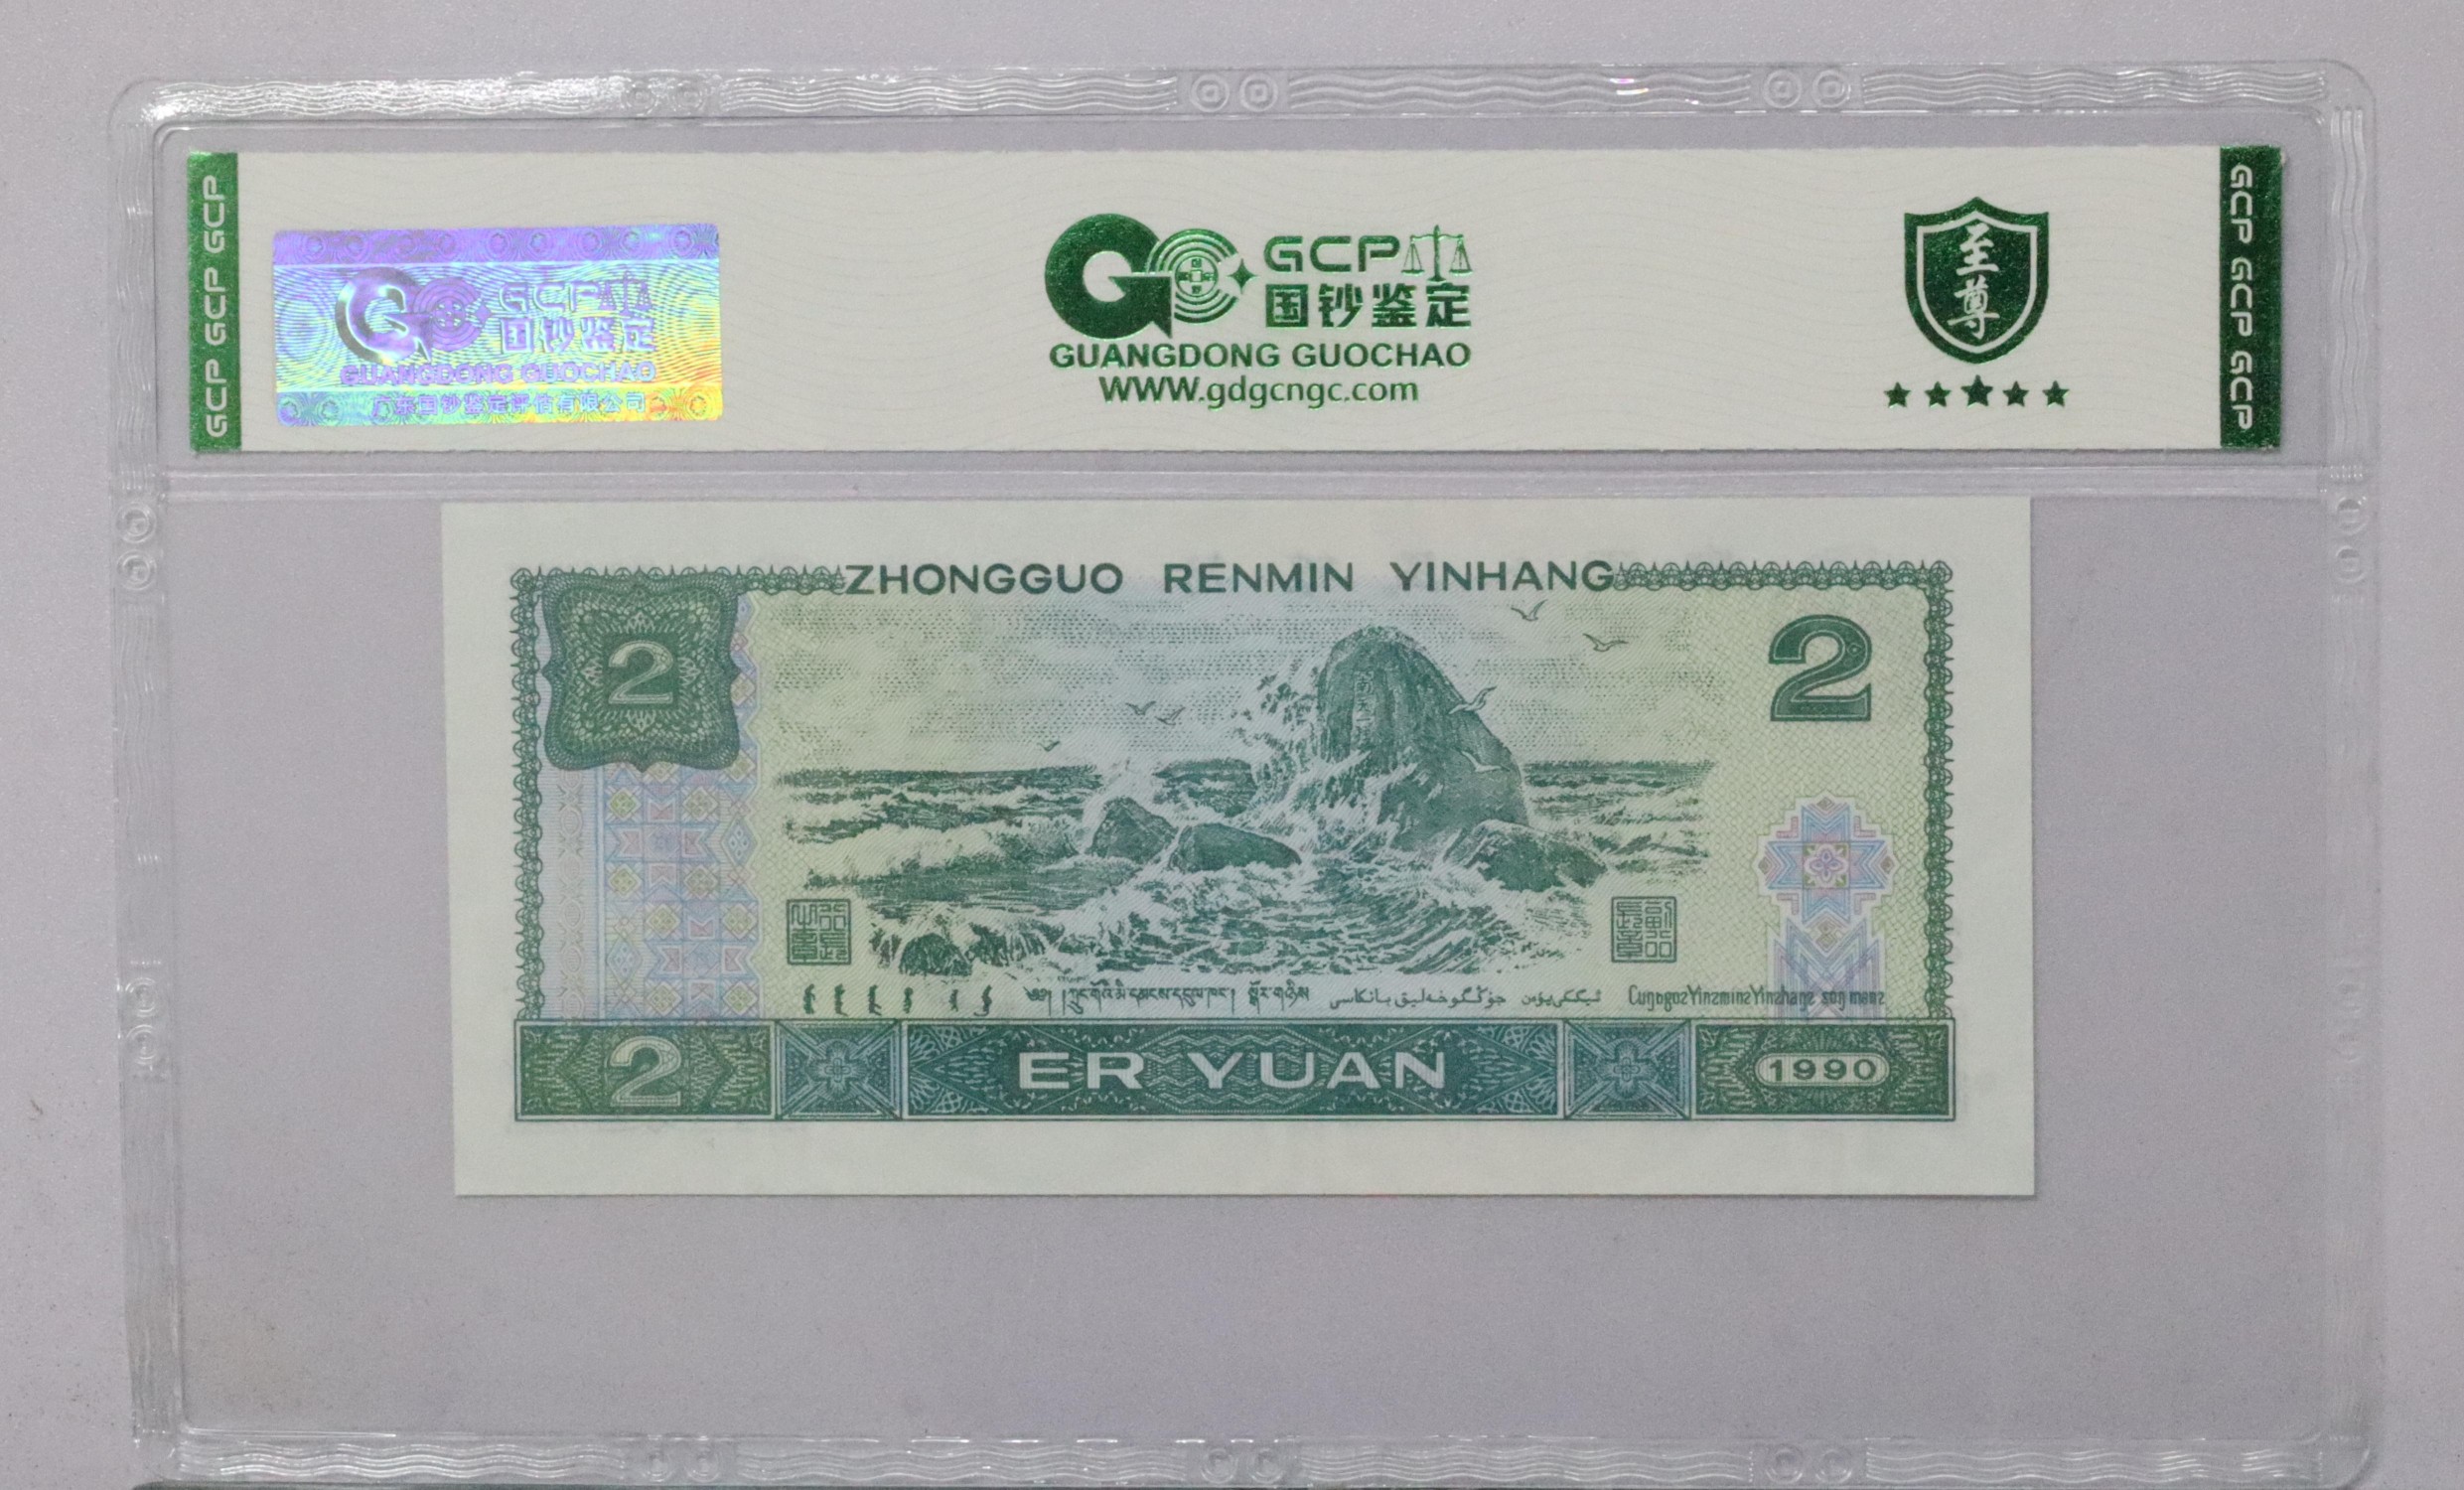 GCP GCP GCP
GCP
国钞鉴定
GUANGDONG GUOCHAO
广东国钞鉴定评估有限公司
GCP
国钞鉴定
GUANGDONG GUOCHAO
WWW.gdgcngc.com
至尊
GCP GCP GCP
ZHONGGUO RENMIN YINHANG
2
2
2
ER YUAN
1990